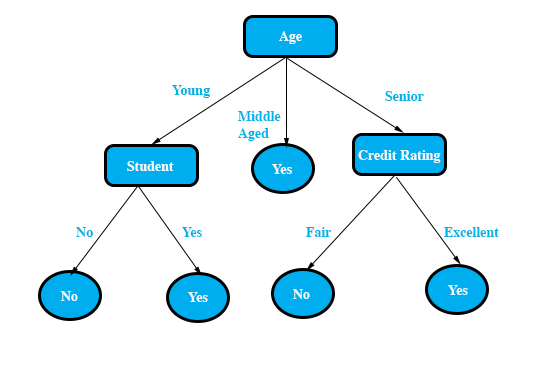 Age
Young
Senior
Middle
Aged
Student
Yes
Credit Rating
No
Yes
Fair
Excellent
No
Yes
No
Yes